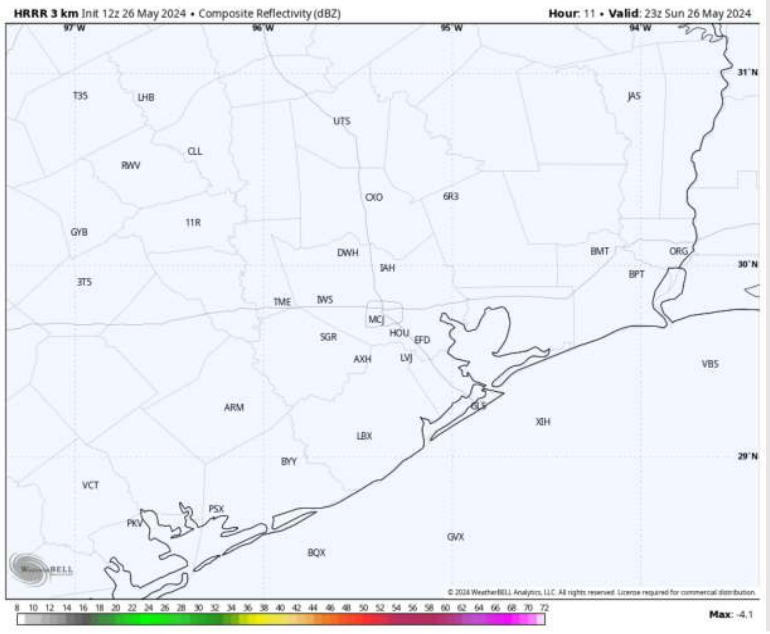 HRRR 3 km Init 12z 26 May 2024 • Composite Reflectivity (dBZ) Hour: 11 • Valid: 23z Sun 26 May 2024
97°W 96°W 95°W 94°W
31°N
T35 LHB JAS
UTS
CLL
RWV
CXO 6R3
11R
GYB
DWH BMT ORG
IAH 30°N
3T5 BPT
TME IWS
MCJ
SGR HOU EFD
AXH LVJ VBS
ARM GLS
LBX XIH
BYY 29°N
VCT
PKV PSX
BQX GVX
WeatherBELL
© 2024 WeatherBELL Analytics, LLC. All rights reserved. License required for commercial distribution.
8 10 12 14 16 18 20 22 24 26 28 30 32 34 36 38 40 42 44 46 48 50 52 54 56 58 60 62 64 66 68 70 72 Max: -4.1